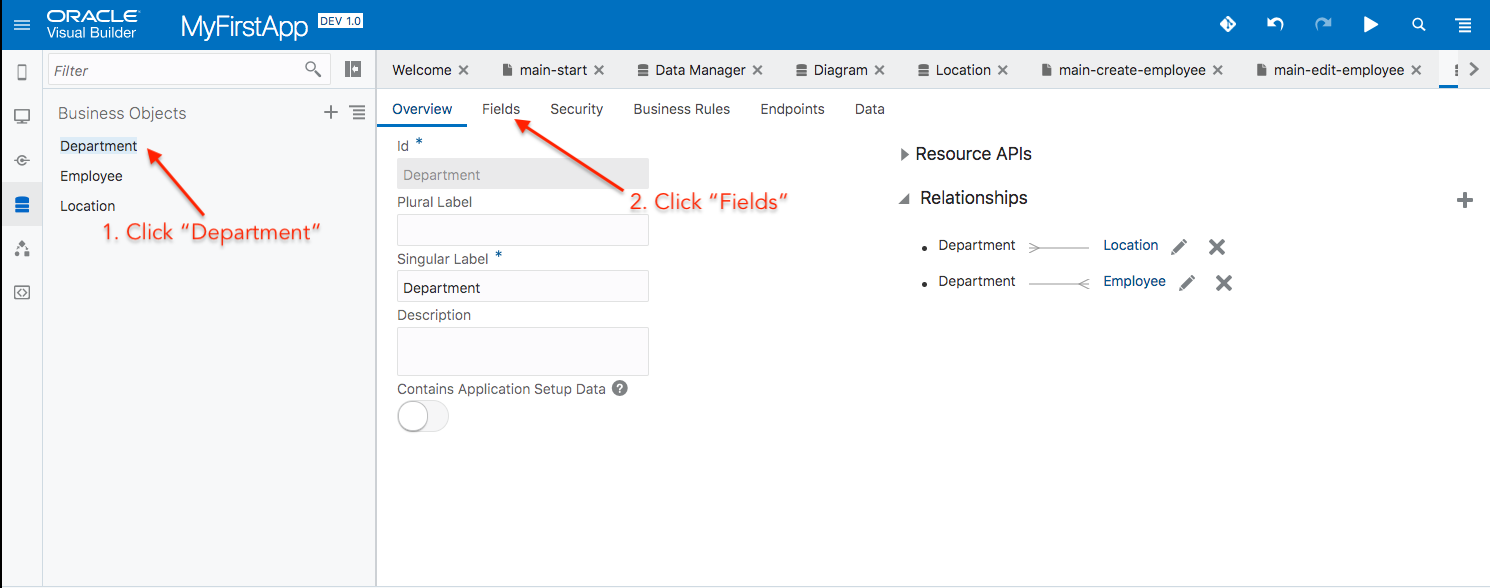 ORACLE
Visual Builder
MyFirstApp DEV 1.0
Filter
Welcome main-start Data Manager Diagram Location main-create-employee main-edit-employee
Business Objects
Overview Fields Security Business Rules Endpoints Data
Department
Employee
Location
1. Click “Department”
Id *
Department
Plural Label
2. Click “Fields”
Singular Label *
Department
Description
Contains Application Setup Data ?
Resource APIs
Relationships
Department Location
Department Employee